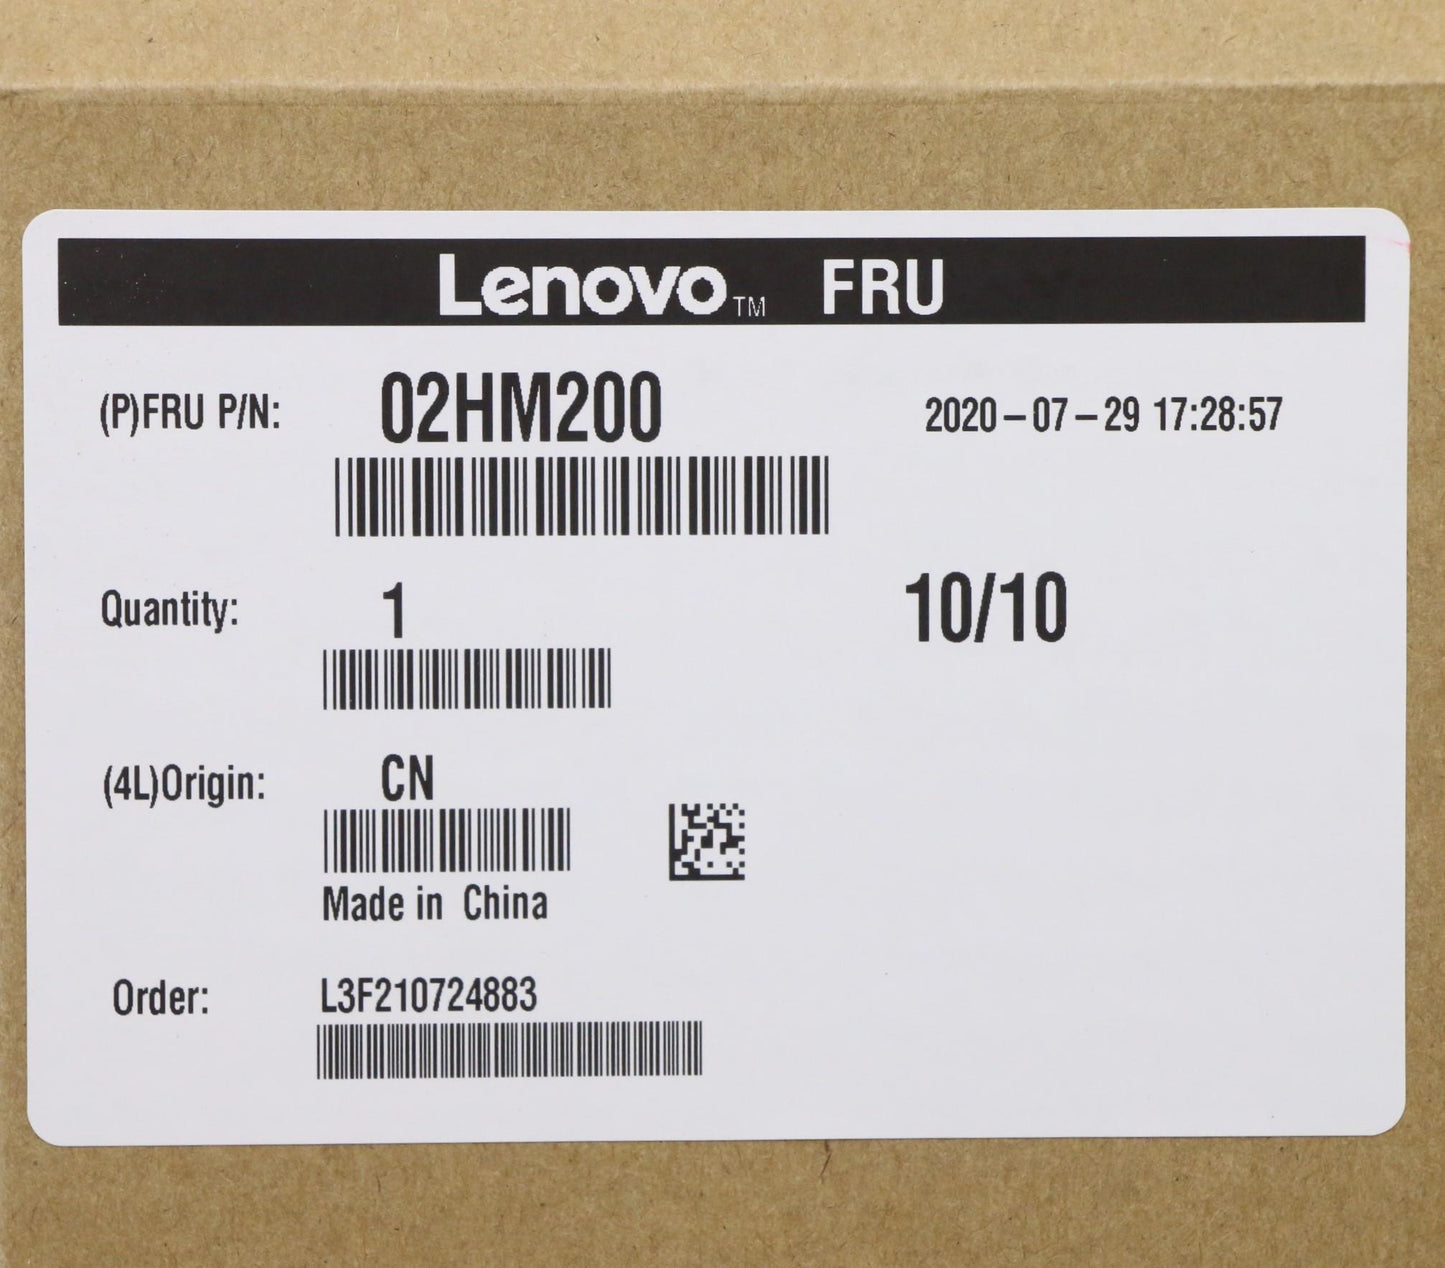 Lenovo™ FRU
(P)FRU P/N: 02HM200 2020-07-29 17:28:57
Quantity: 1 10/10
(4L)Origin: CN
Made in China
Order: L3F210724883